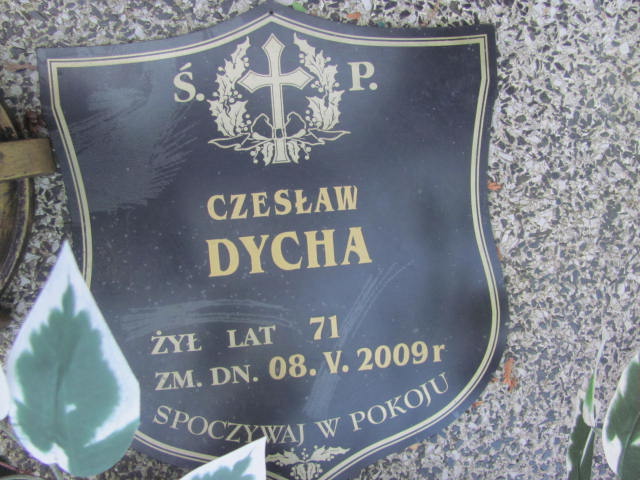 Ś. P.
CZESŁAW
DYCHA
ŻYŁ LAT 71
ZM. DN. 08. V. 2009 r
SPOCZYWAJ W POKOJU